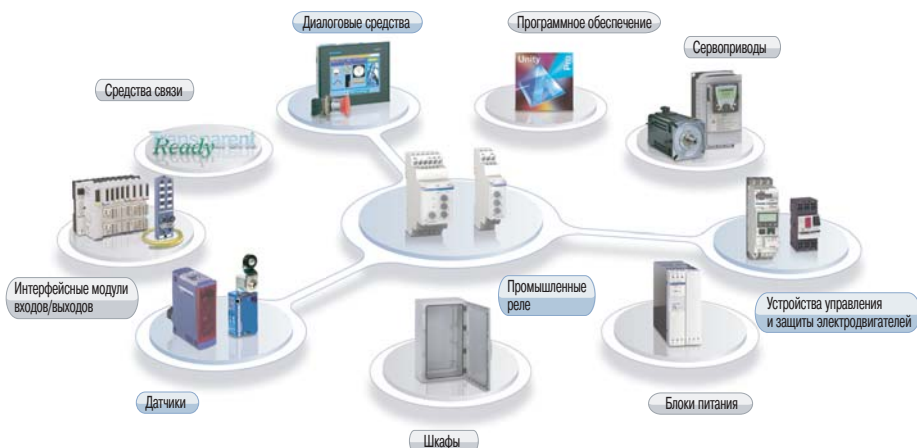 Диалоговые средства
Программное обеспечение
Сервоприводы
Средства связи
Unity
Pro
Transparent
Ready
Интерфейсные модули
входов/выходов
Промышленные
реле
Устройства управления
и защиты электродвигателей
Датчики
Блоки питания
Шкафы